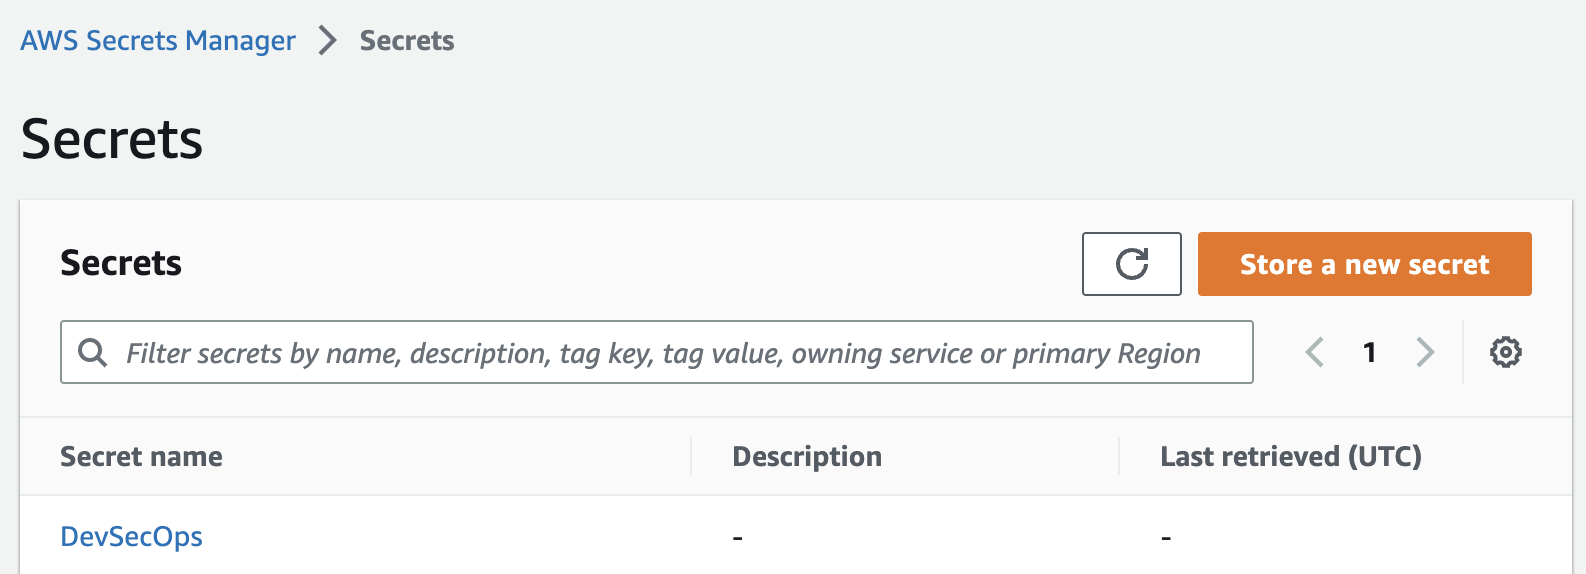 AWS Secrets Manager > Secrets
Secrets
Secrets
Store a new secret
Filter secrets by name, description, tag key, tag value, owning service or primary Region
1
Secret name Description Last retrieved (UTC)
DevSecOps - -